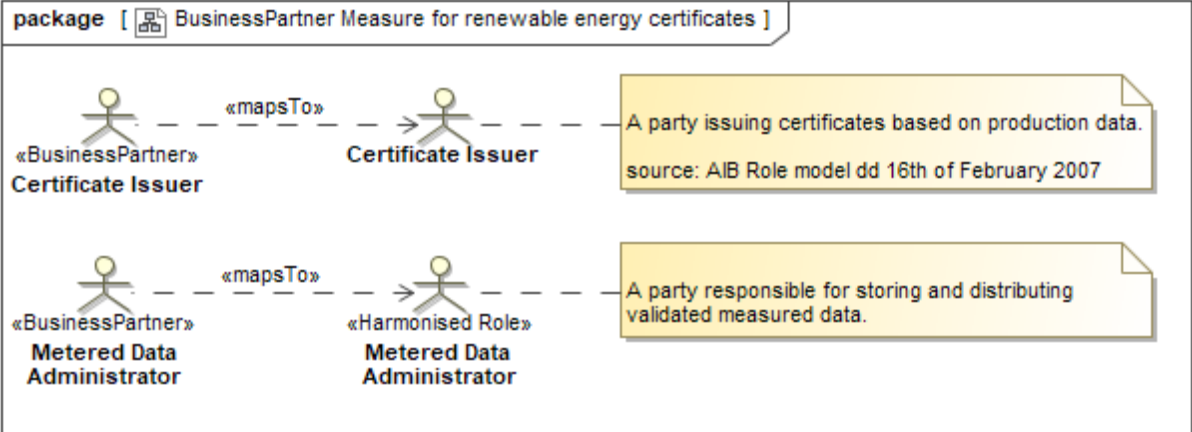 package [ BusinessPartner Measure for renewable energy certificates ]
«mapsTo»
«BusinessPartner»
Certificate Issuer
Certificate Issuer
A party issuing certificates based on production data.
source: AIB Role model dd 16th of February 2007
«mapsTo»
«BusinessPartner»
Metered Data
Administrator
«Harmonised Role»
Metered Data
Administrator
A party responsible for storing and distributing
validated measured data.